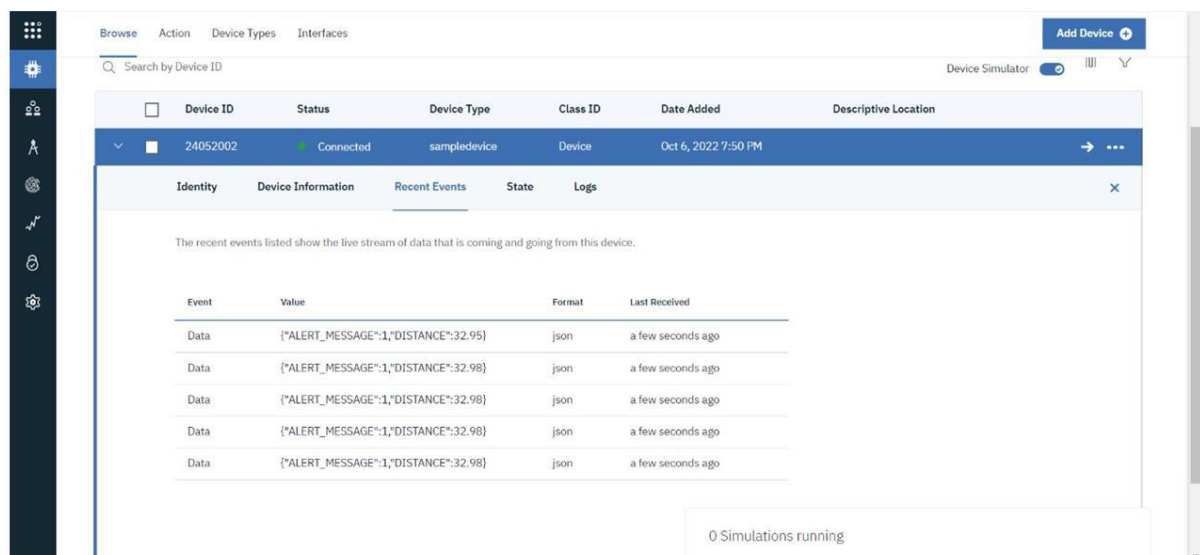 Browse Action Device Types Interfaces Add Device
Search by Device ID Device Simulator
Device ID Status Device Type Class ID Date Added Descriptive Location
24052002 Connected sampledevice Device Oct 6, 2022 7:50 PM
Identity Device Information Recent Events State Logs
The recent events listed show the live stream of data that is coming and going from this device.
Event Value Format Last Received
Data {"ALERT_MESSAGE":1,"DISTANCE":32.95} json a few seconds ago
Data {"ALERT_MESSAGE":1,"DISTANCE":32.98} json a few seconds ago
Data {"ALERT_MESSAGE":1,"DISTANCE":32.98} json a few seconds ago
Data {"ALERT_MESSAGE":1,"DISTANCE":32.98} json a few seconds ago
Data {"ALERT_MESSAGE":1,"DISTANCE":32.98} json a few seconds ago
0 Simulations running